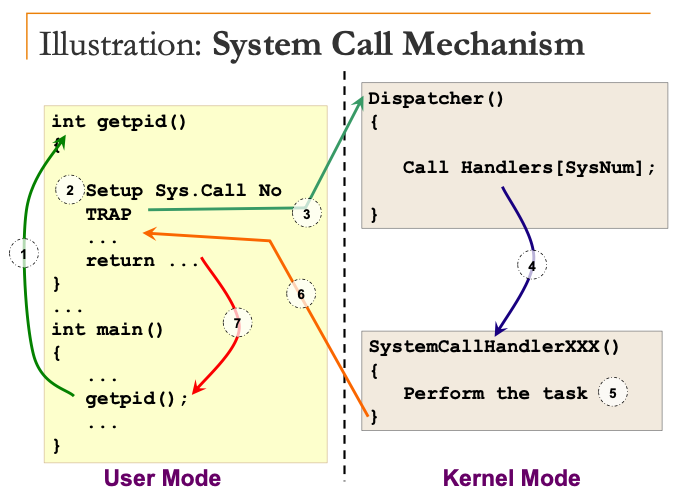 Illustration: System Call Mechanism
int getpid()
{
2 Setup Sys.Call No
TRAP
3
...
return ...
}
...
int main()
{
...
getpid();
...
}
1
7
6
User Mode
Dispatcher()
{
Call Handlers[SysNum];
}
4
SystemCallHandlerXXX()
{
Perform the task 5
}
Kernel Mode